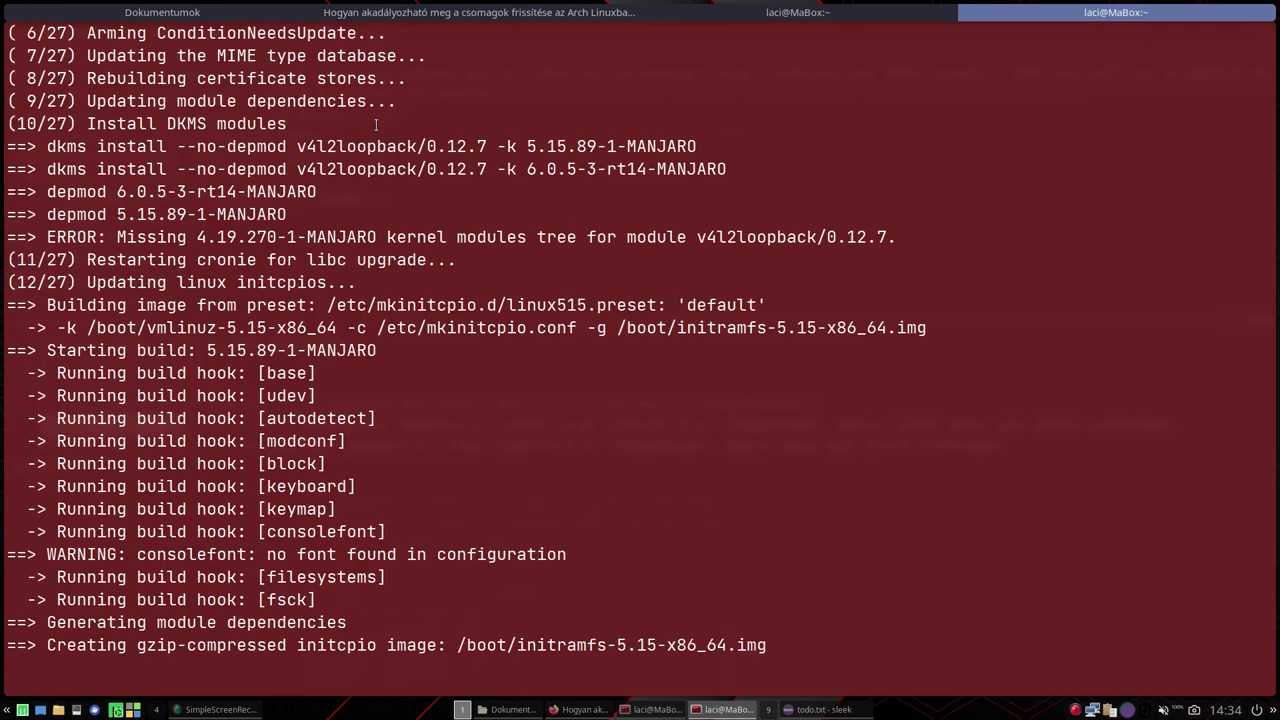 Dokumentumok
Hogyan akadályozható meg a csomagok frissítése az Arch Linuxba...
laci@MaBox:~
laci@MaBox:~
( 6/27) Arming ConditionNeedsUpdate...
( 7/27) Updating the MIME type database...
( 8/27) Rebuilding certificate stores...
( 9/27) Updating module dependencies...
(10/27) Install DKMS modules
==> dkms install --no-depmod v4l2loopback/0.12.7 -k 5.15.89-1-MANJARO
==> dkms install --no-depmod v4l2loopback/0.12.7 -k 6.0.5-3-rt14-MANJARO
==> depmod 6.0.5-3-rt14-MANJARO
==> depmod 5.15.89-1-MANJARO
==> ERROR: Missing 4.19.270-1-MANJARO kernel modules tree for module v4l2loopback/0.12.7.
(11/27) Restarting cronie for libc upgrade...
(12/27) Updating linux initcpios...
==> Building image from preset: /etc/mkinitcpio.d/linux515.preset: 'default'
  -> -k /boot/vmlinuz-5.15-x86_64 -c /etc/mkinitcpio.conf -g /boot/initramfs-5.15-x86_64.img
==> Starting build: 5.15.89-1-MANJARO
  -> Running build hook: [base]
  -> Running build hook: [udev]
  -> Running build hook: [autodetect]
  -> Running build hook: [modconf]
  -> Running build hook: [block]
  -> Running build hook: [keyboard]
  -> Running build hook: [keymap]
  -> Running build hook: [consolefont]
==> WARNING: consolefont: no font found in configuration
  -> Running build hook: [filesystems]
  -> Running build hook: [fsck]
==> Generating module dependencies
==> Creating gzip-compressed initcpio image: /boot/initramfs-5.15-x86_64.img
« 4 SimpleScreenRec... 1 Dokument... Hogyan ak... laci@MaBo... laci@MaBo... 9 todo.txt - sleek 100% 14:34 »